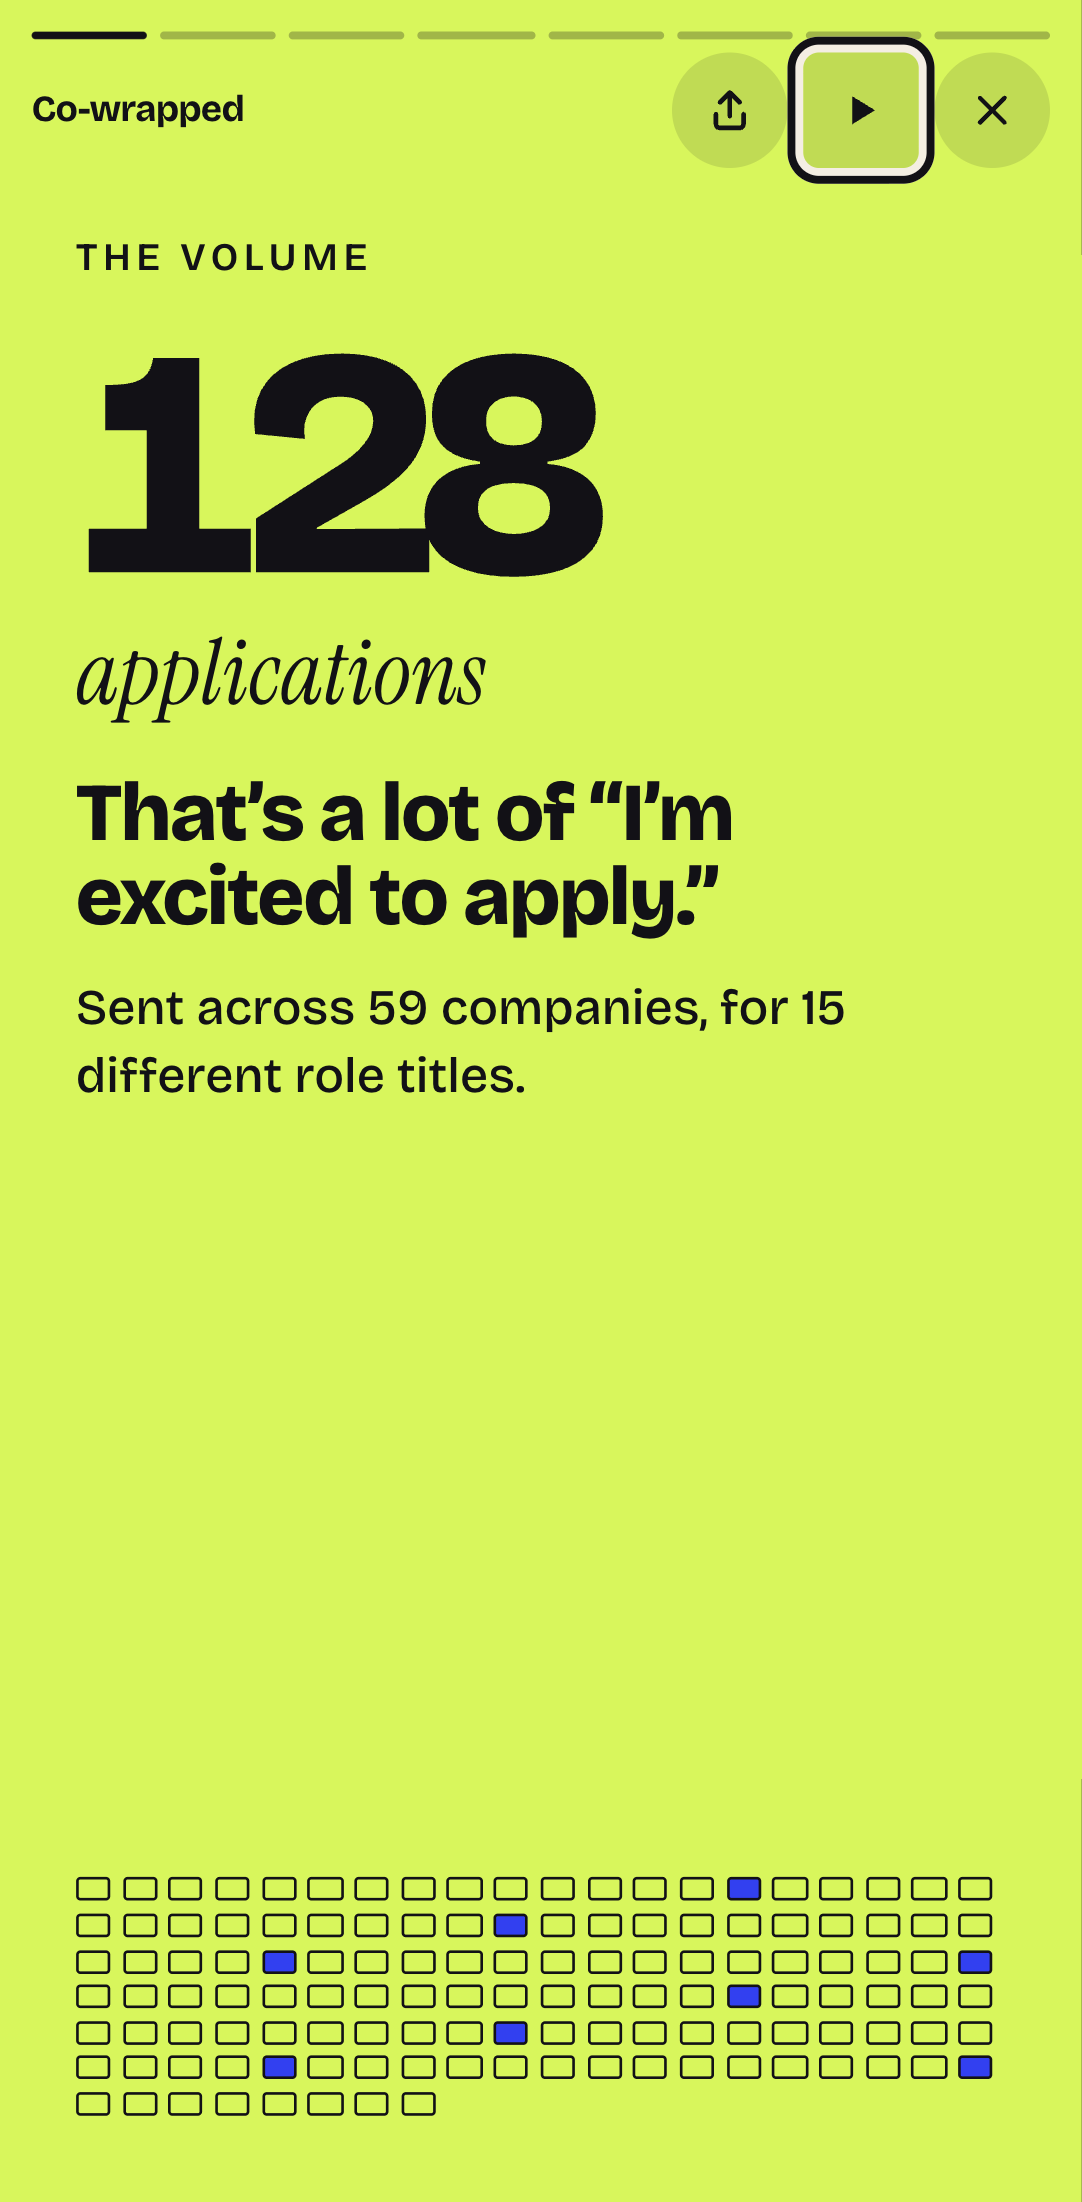 Co-wrapped
THE VOLUME
128
applications
That’s a lot of “I’m
excited to apply.”
Sent across 59 companies, for 15
different role titles.